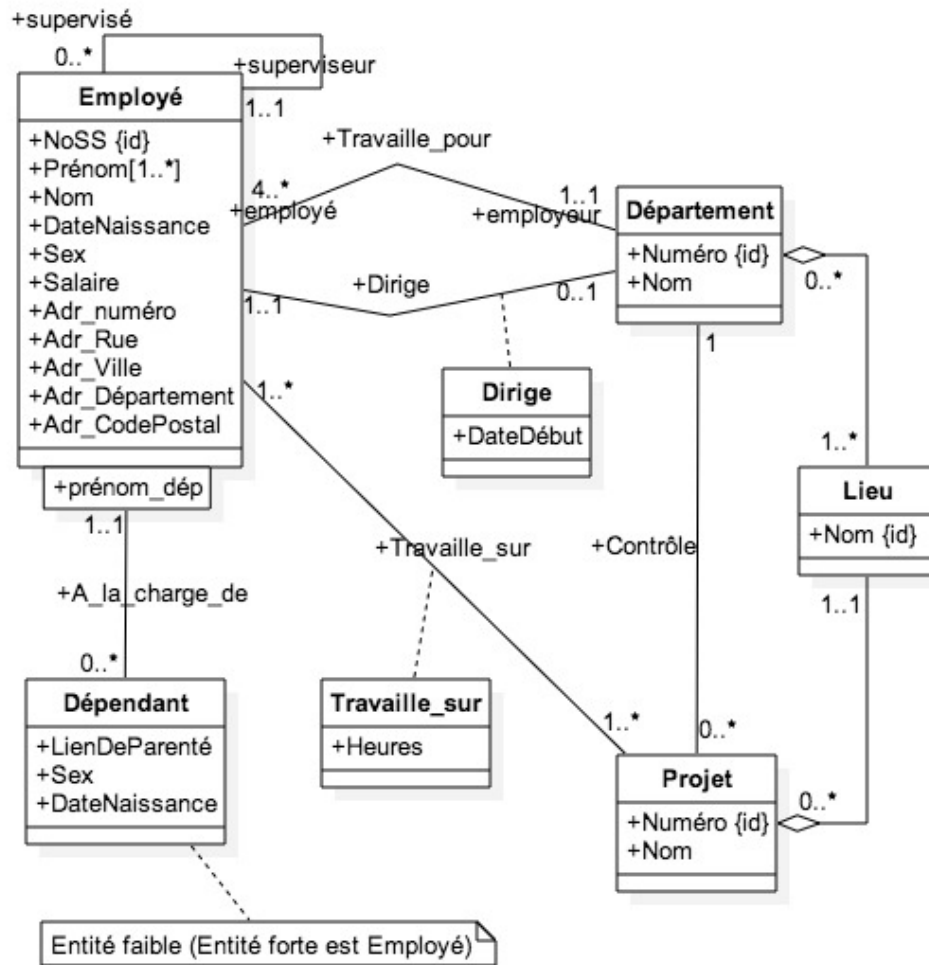 +supervisé
0..*
+superviseur
1..1
Employé
+NoSS {id}
+Prénom[1..*]
+Nom
+DateNaissance
+Sex
+Salaire
+Adr_numéro
+Adr_Rue
+Adr_Ville
+Adr_Département
+Adr_CodePostal
+prénom_dép
+Travaille_pour
4..*
+employé
1..1
+employeur
+Dirige
1..1
0..1
Département
+Numéro {id}
+Nom
0..*
1
Dirige
+DateDébut
1..*
1..*
Lieu
+Nom {id}
1..1
1..1
+Travaille_sur
+Contrôle
+A_la_charge_de
0..*
Dépendant
+LienDeParenté
+Sex
+DateNaissance
Travaille_sur
+Heures
1..*
0..*
Projet
+Numéro {id}
+Nom
0..*
Entité faible (Entité forte est Employé)